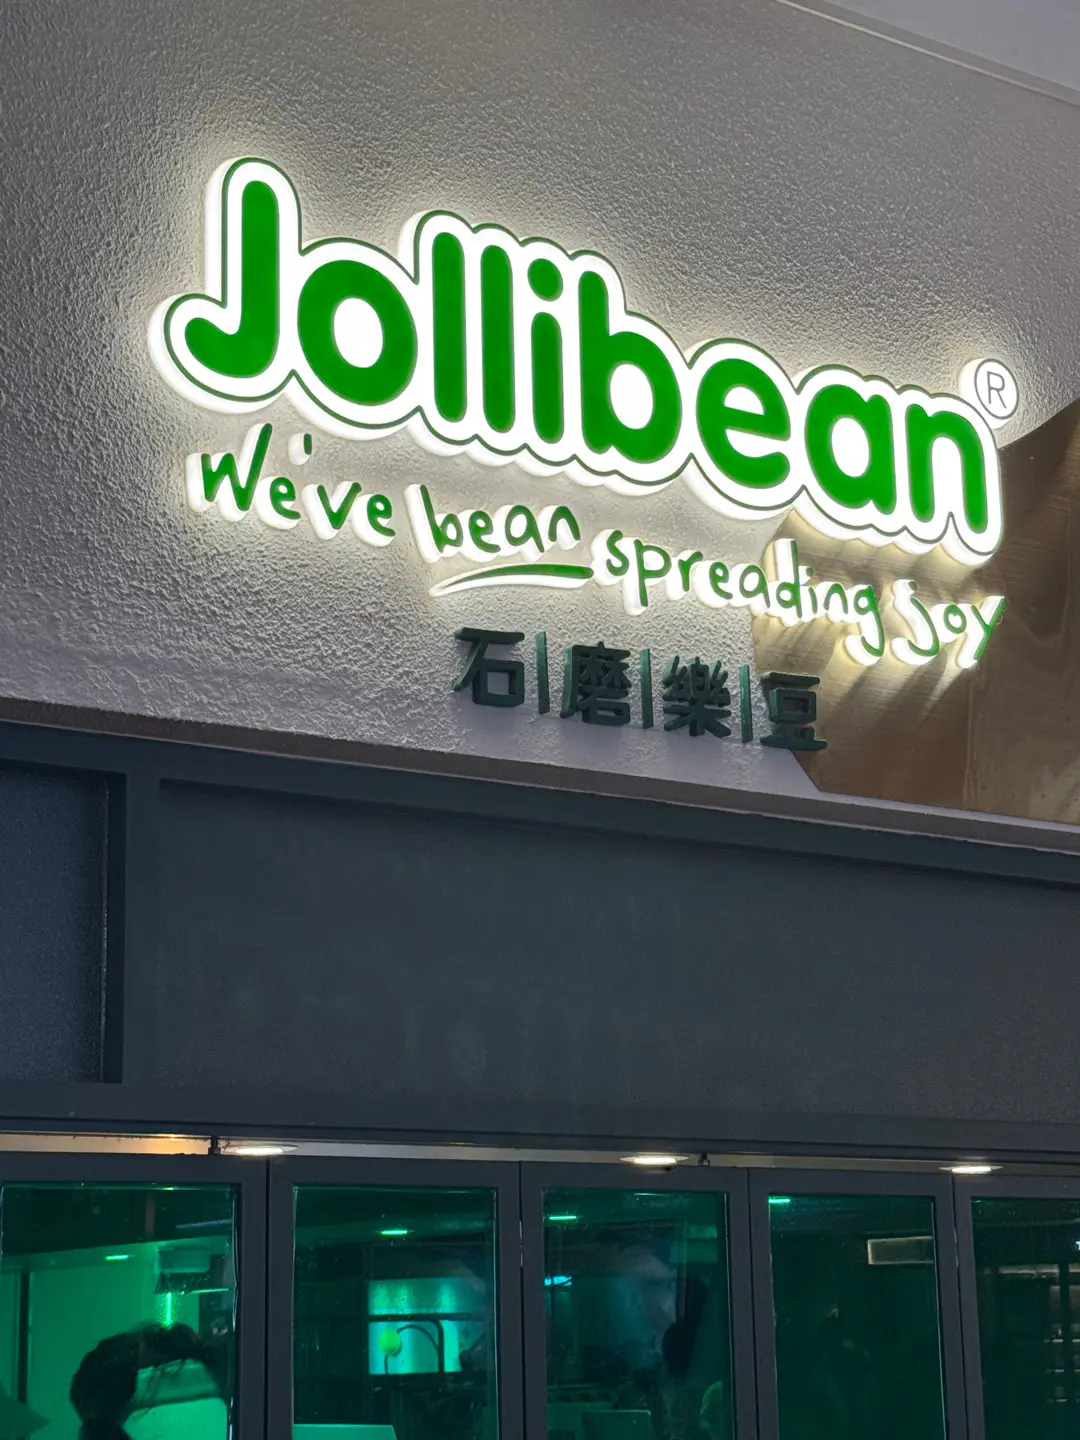 Jollibean®
We've bean spreading joy
石|磨|樂|豆